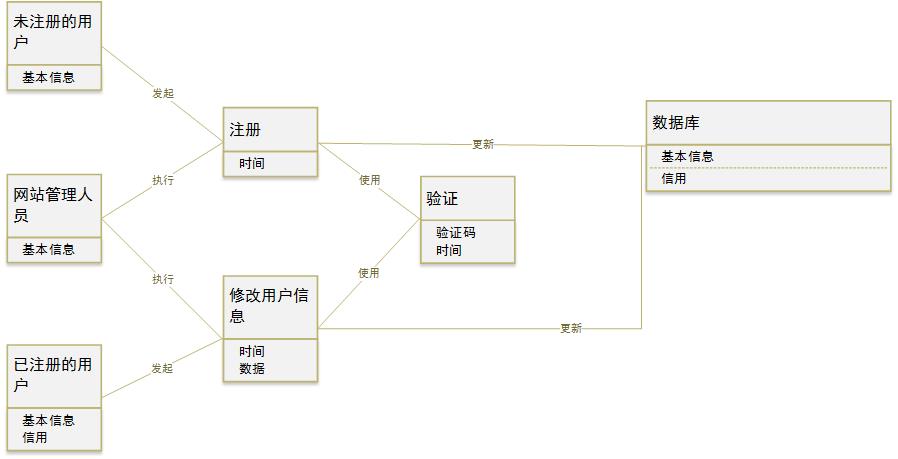 未注册的用
户
基本信息
发起
注册
时间
数据库
基本信息
信用
更新
执行
使用
网站管理人
员
基本信息
验证
验证码
时间
执行
使用
修改用户信
息
时间
数据
更新
发起
已注册的用
户
基本信息
信用